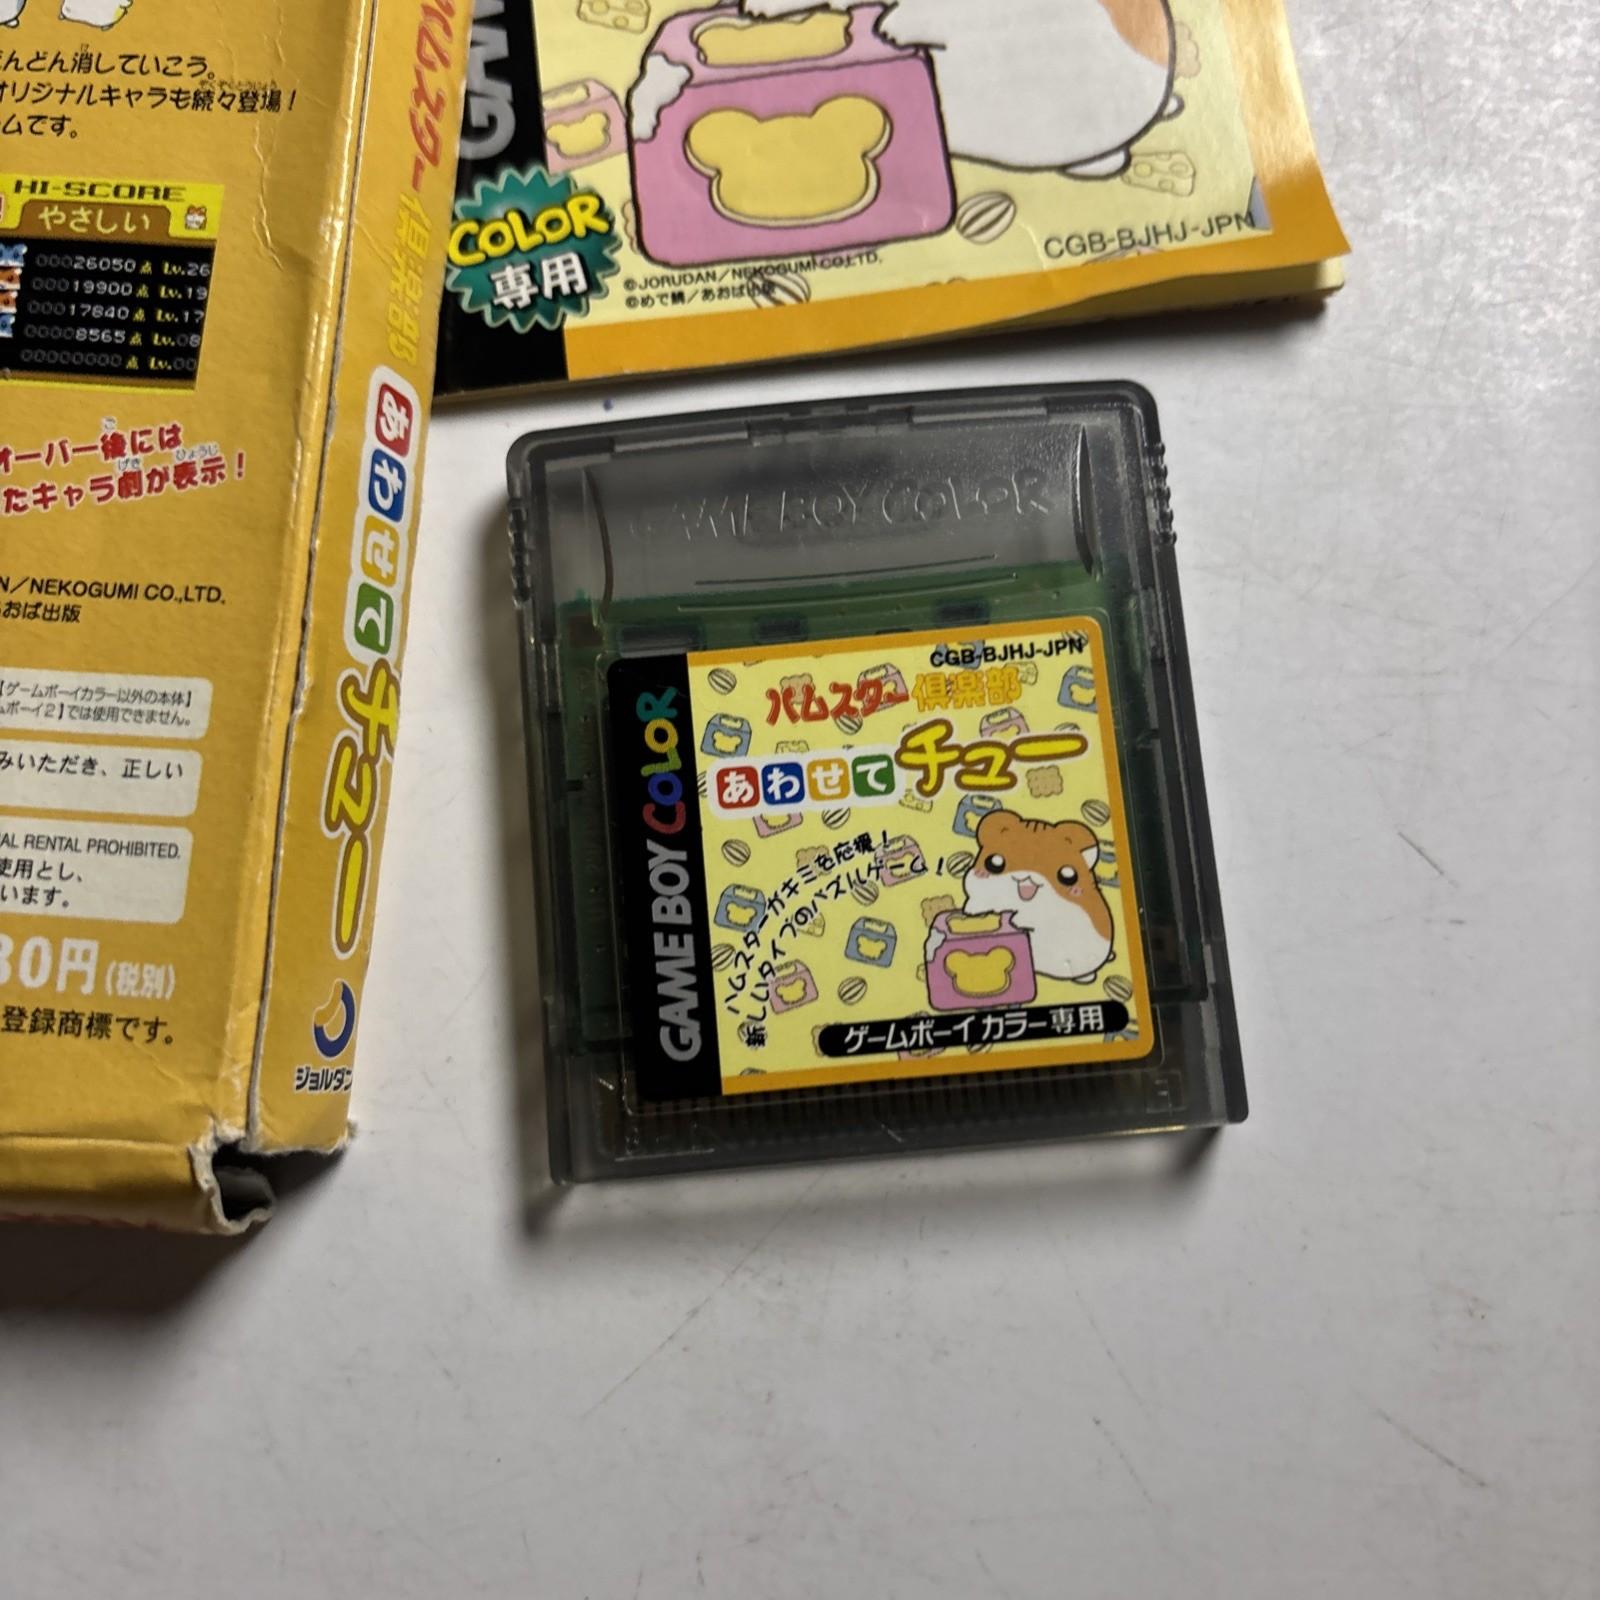 んどん消していこう。
オリジナルキャラも続々登場!
ムです。
HI-SCORE
やさしい
00026050点 Lv.26
00019900点 Lv.19
00017840点 Lv.17
00008565点 Lv.08
00000000点 Lv.00
オーバー後には
たキャラ劇が表示!
N/NEKOGUMI CO.,LTD.
あおば出版
【ゲームボーイカラー以外の本体】
ムボーイ2】では使用できません。
みいただき、正しい
AL RENTAL PROHIBITED.
使用とし、
います。
80円(税別)
登録商標です。
ハムスター倶楽部
あわせてチュー
ジョルダン
GAM
COLOR
専用
©JORUDAN/NEKOGUMI CO.,LTD.
©めで鯛/あおば出版
CGB-BJHJ-JPN
GAME BOY COLOR
GAME BOY COLOR
CGB-BJHJ-JPN
ハムスター倶楽部
あわせてチュー
ハムスターがキミを応援!
新しいタイプのパズルゲーム!
ゲームボーイカラー専用